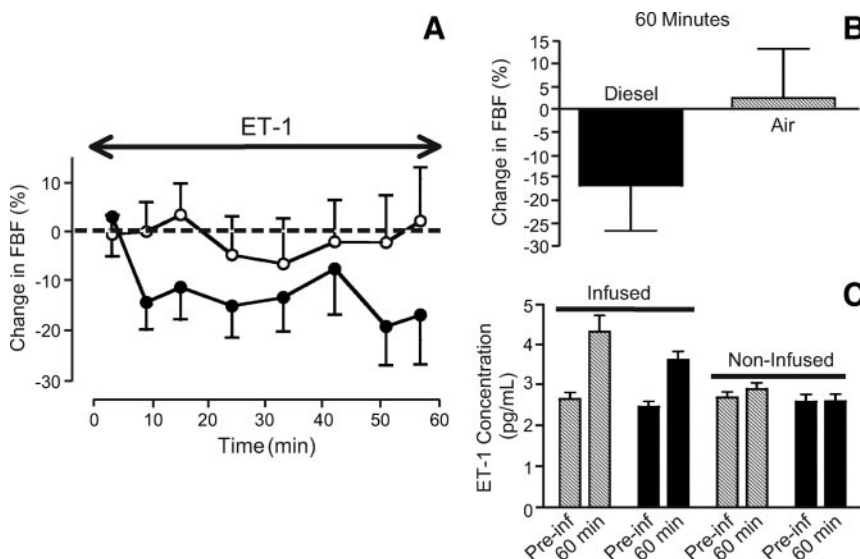 A
ET-1
Change in FBF (%)
10
0
-10
-20
-30
0 10 20 30 40 50 60
Time (min)
60 Minutes
B
Change in FBF (%)
15
10
5
0
-5
-10
-15
-20
-25
-30
Diesel
Air
C
Infused
Non-Infused
ET-1 Concentration
(pg/mL)
5
4
3
2
1
0
Pre-inf 60 min Pre-inf 60 min Pre-inf 60 min Pre-inf 60 min